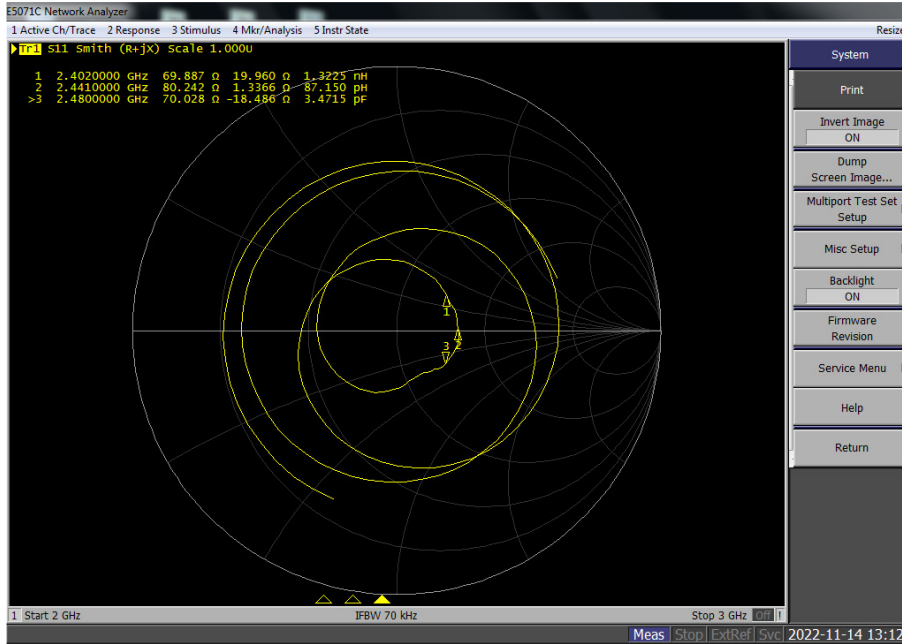 E5071C Network Analyzer
1 Active Ch/Trace 2 Response 3 Stimulus 4 Mkr/Analysis 5 Instr State
Resize
Tr1 S11 Smith (R+jX) Scale 1.000U
1 2.4020000 GHz 69.887 Ω 19.960 Ω 1.3225 nH
2 2.4410000 GHz 80.242 Ω 1.3366 Ω 87.150 pH
>3 2.4800000 GHz 70.028 Ω -18.486 Ω 3.4715 pF
1
3
2
System
Print
Invert Image
ON
Dump
Screen Image...
Multiport Test Set
Setup
Misc Setup
Backlight
ON
Firmware
Revision
Service Menu
Help
Return
1 Start 2 GHz
IFBW 70 kHz
Stop 3 GHz Off !
Meas Stop ExtRef Svc 2022-11-14 13:12